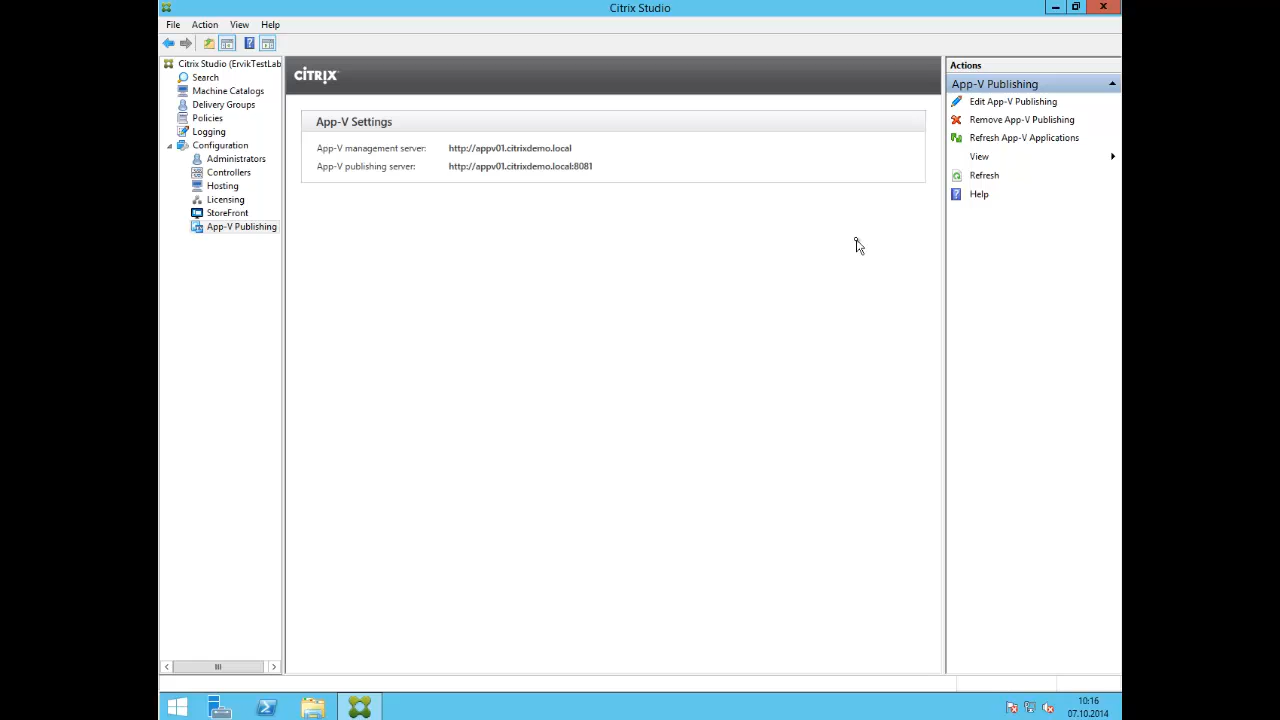 Citrix Studio
File Action View Help
Citrix Studio (ErvikTestLab
Search
Machine Catalogs
Delivery Groups
Policies
Logging
Configuration
Administrators
Controllers
Hosting
Licensing
StoreFront
App-V Publishing
CITRIX
App-V Settings
App-V management server: http://appv01.citrixdemo.local
App-V publishing server: http://appv01.citrixdemo.local:8081
Actions
App-V Publishing
Edit App-V Publishing
Remove App-V Publishing
Refresh App-V Applications
View
Refresh
Help
10:16
07.10.2014